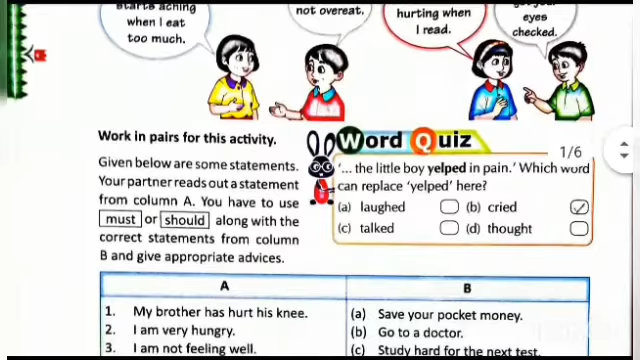 starts aching
when I eat
too much.
not overeat.
hurting when
I read.
eyes
checked.
Work in pairs for this activity.
Given below are some statements.
Your partner reads out a statement
from column A. You have to use
must or should along with the
correct statements from column
B and give appropriate advices.
Word Quiz
1/6
'... the little boy yelped in pain.' Which word
can replace 'yelped' here?
(a) laughed (b) cried
(c) talked (d) thought
A B
1. My brother has hurt his knee. (a) Save your pocket money.
2. I am very hungry. (b) Go to a doctor.
3. I am not feeling well. (c) Study hard for the next test.